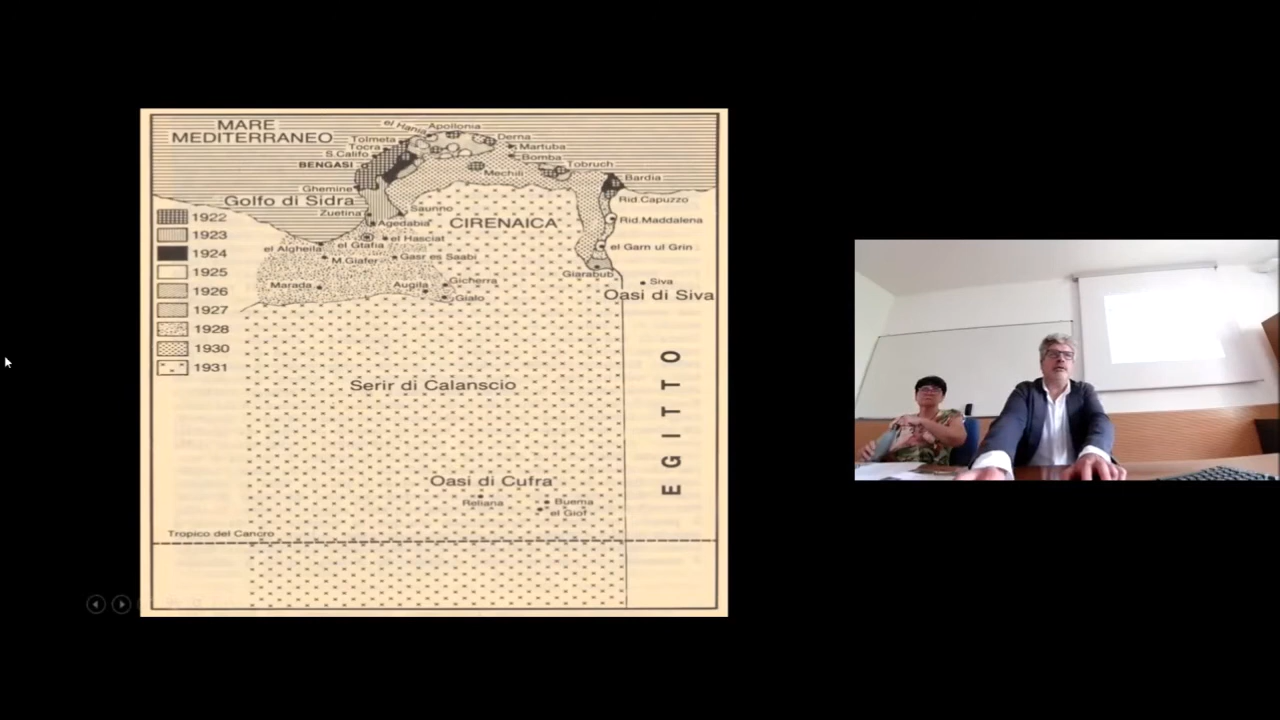 MARE
MEDITERRANEO
el Hania
Apollonia
Tolmeta
Derna
Tocra
Martuba
S.Califo
Bomba
BENGASI
Tobruch
Mechili
Bardia
Ghemine
Rid.Capuzzo
Golfo di Sidra
Zuetina
Saunno
Agedabia
CIRENAICA
Rid.Maddalena
el Hasciat
el Gtafia
el Algheila
el Garn ul Grin
M.Giafer
Gasr es Saabi
Giarabub
Marada
Augila
Gicherra
Gialo
Siva
Oasi di Siva
1922
1923
1924
1925
1926
1927
1928
1930
1931
Serir di Calanscio
EGITTO
Oasi di Cufra
Reliana
Buema
el Giof
Tropico del Cancro